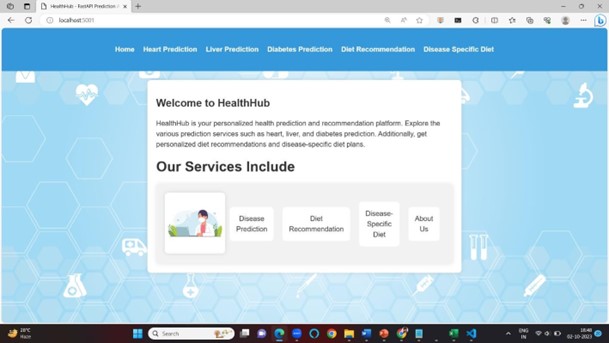 HealthHub - FastAPI Prediction
localhost:5001
Home Heart Prediction Liver Prediction Diabetes Prediction Diet Recommendation Disease Specific Diet
Welcome to HealthHub
HealthHub is your personalized health prediction and recommendation platform. Explore the
various prediction services such as heart, liver, and diabetes prediction. Additionally, get
personalized diet recommendations and disease-specific diet plans.
Our Services Include
Disease
Prediction
Diet
Recommendation
Disease-
Specific
Diet
About
Us
28°C
Haze
Search
ENG
IN
18:46
02-10-2023